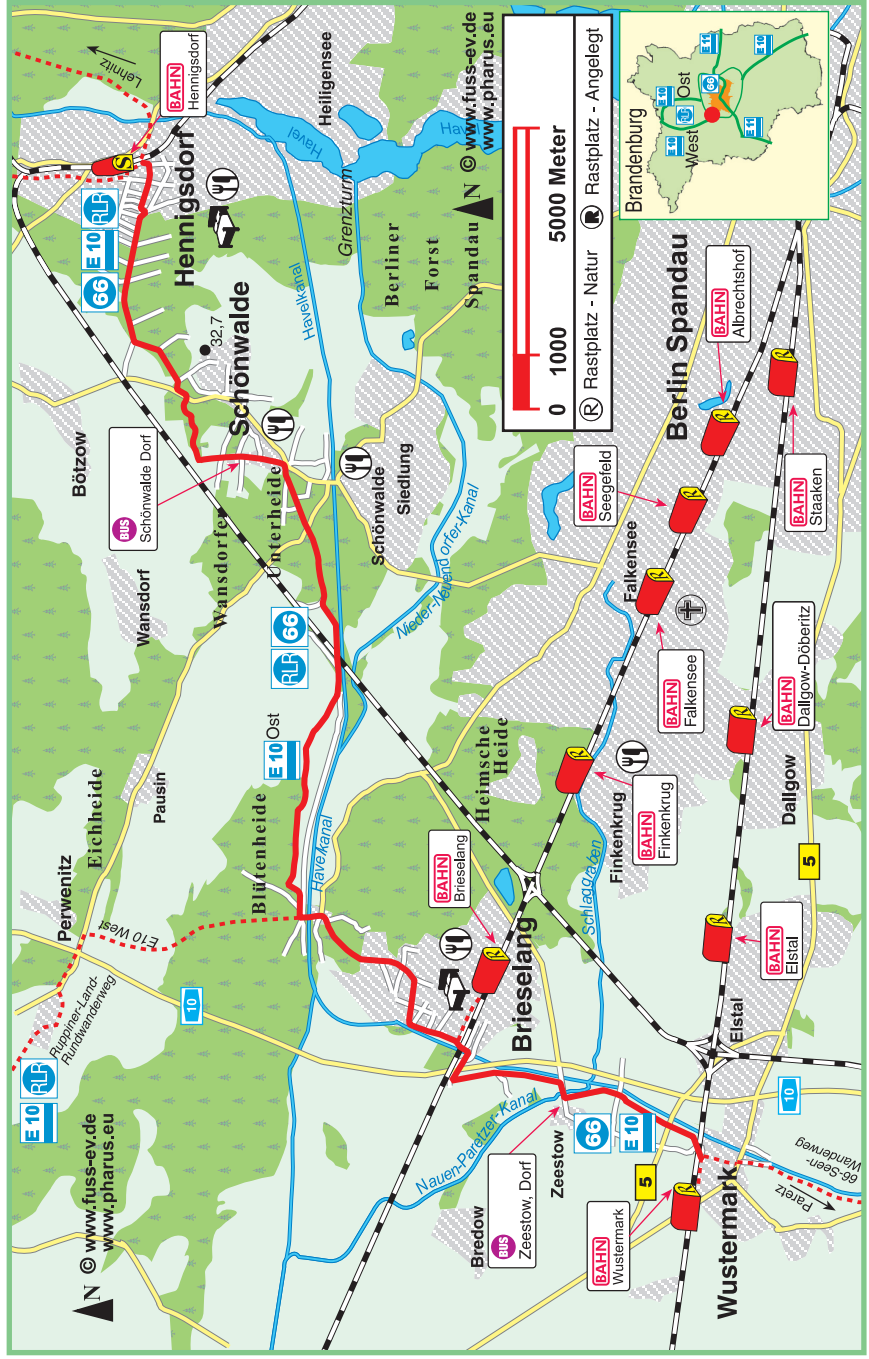 N © www.fuss-ev.de
www.pharus.eu
E 10
RLR
Ruppiner-Land-
Rundwanderweg
Perwenitz
E10 West
10
Eichheide
Pausin
Blütenheide
E 10 Ost
RLR
66
Havelkanal
Wansdorf
Wansdorfer
Unterheide
Bötzow
BUS
Schönwalde Dorf
Schönwalde
32,7
66
E 10
RLR
Hennigsdorf
S
BAHN
Hennigsdorf
Lehnitz
Heiligensee
Havel
Havel
Grenzturm
Havelkanal
Berliner
Forst
Spandau
Schönwalde
Siedlung
Nieder-Neuendorfer-Kanal
N © www.fuss-ev.de
www.pharus.eu
0 1000 5000 Meter
R Rastplatz - Natur R Rastplatz - Angelegt
Brandenburg
E 10
E 10
RLR
West
Ost
66
E 11
E 10
E 11
Bredow
BUS
Zeestow, Dorf
Nauen-Paretzer-Kanal
Zeestow
66
E 10
5
BAHN
Wustermark
R
Wustermark
Paretz
66-Seen-
Wanderweg
10
Brieselang
BAHN
Brieselang
R
Heimsche
Heide
Schlaggraben
Elstal
BAHN
Elstal
R
5
Finkenkrug
BAHN
Finkenkrug
R
Dallgow
BAHN
Dallgow-Döberitz
R
Falkensee
BAHN
Falkensee
R
BAHN
Seegefeld
R
Berlin Spandau
BAHN
Albrechtshof
R
BAHN
Staaken
R